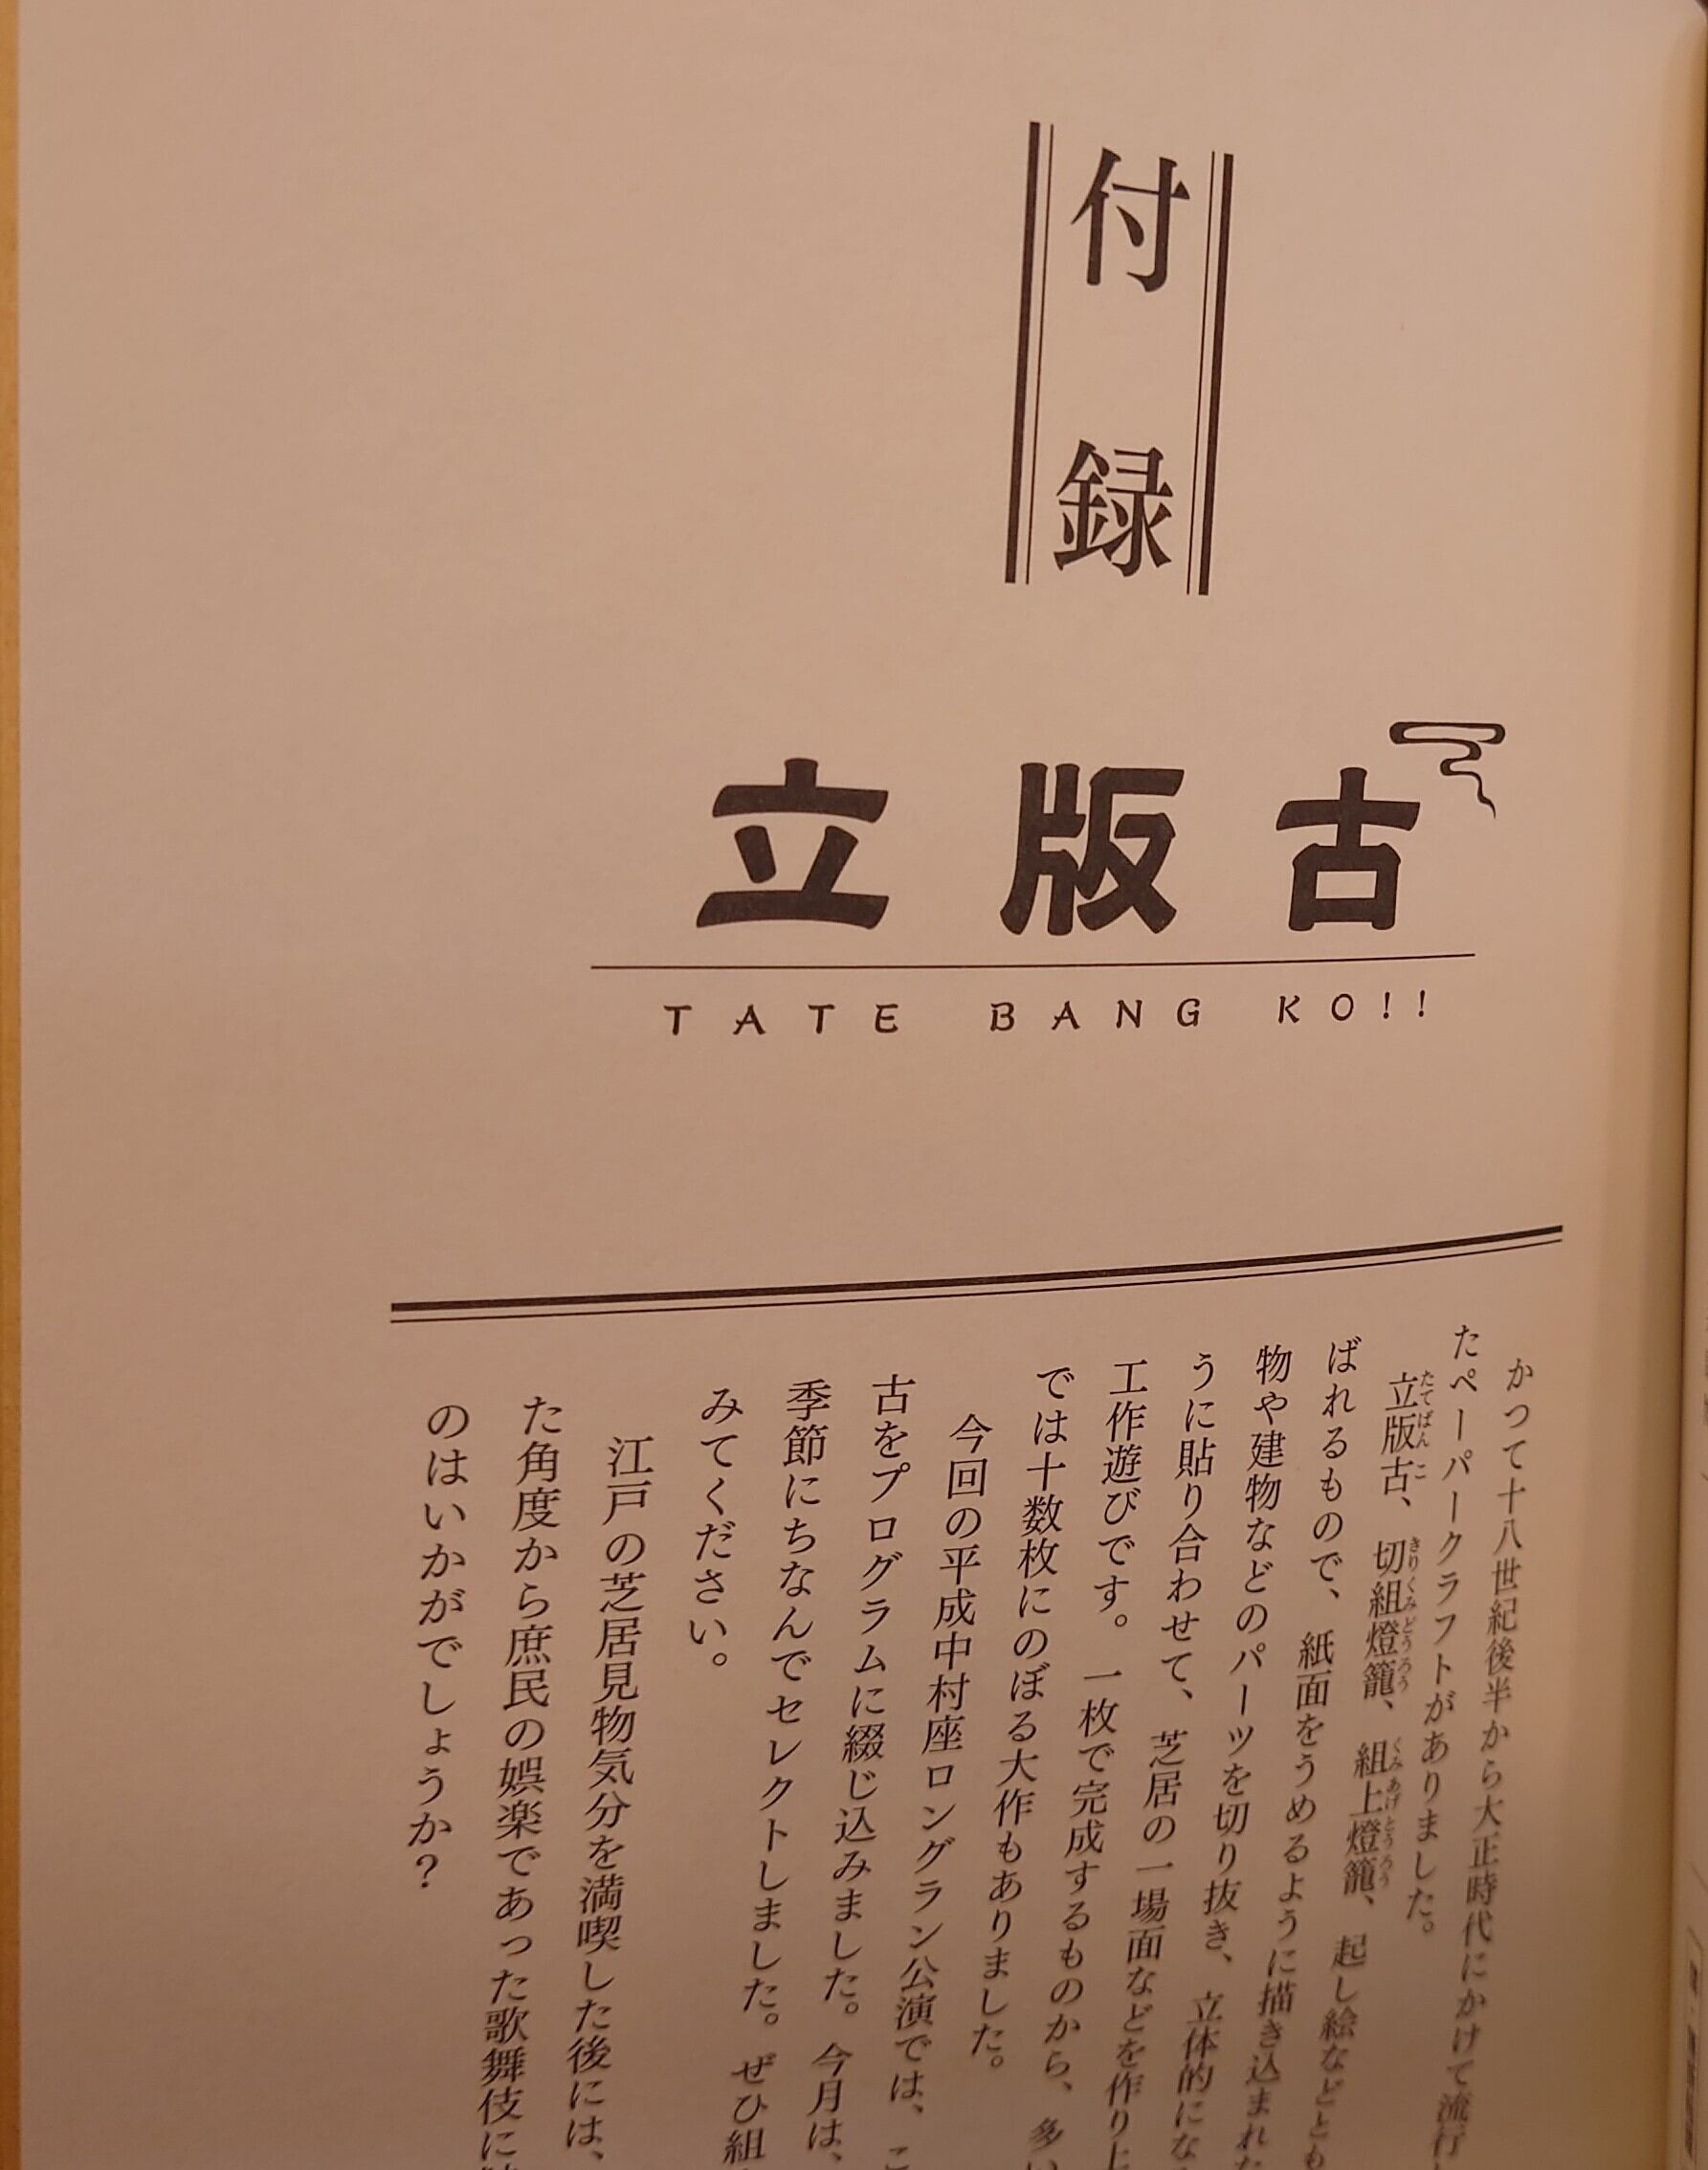 付録
立版古
TATE BANG KO!!
かつて十八世紀後半から大正時代にかけて流行
たペーパークラフトがありました。
立版古、切組燈籠、組上燈籠、起し絵などとも
ばれるもので、紙面をうめるように描き込まれた
物や建物などのパーツを切り抜き、立体的にな
うに貼り合わせて、芝居の一場面などを作り上
工作遊びです。一枚で完成するものから、多い
では十数枚にのぼる大作もありました。
今回の平成中村座ロングラン公演では、こ
古をプログラムに綴じ込みました。今月は、
季節にちなんでセレクトしました。ぜひ組
みてください。
江戸の芝居見物気分を満喫した後には、
た角度から庶民の娯楽であった歌舞伎に
のはいかがでしょうか？